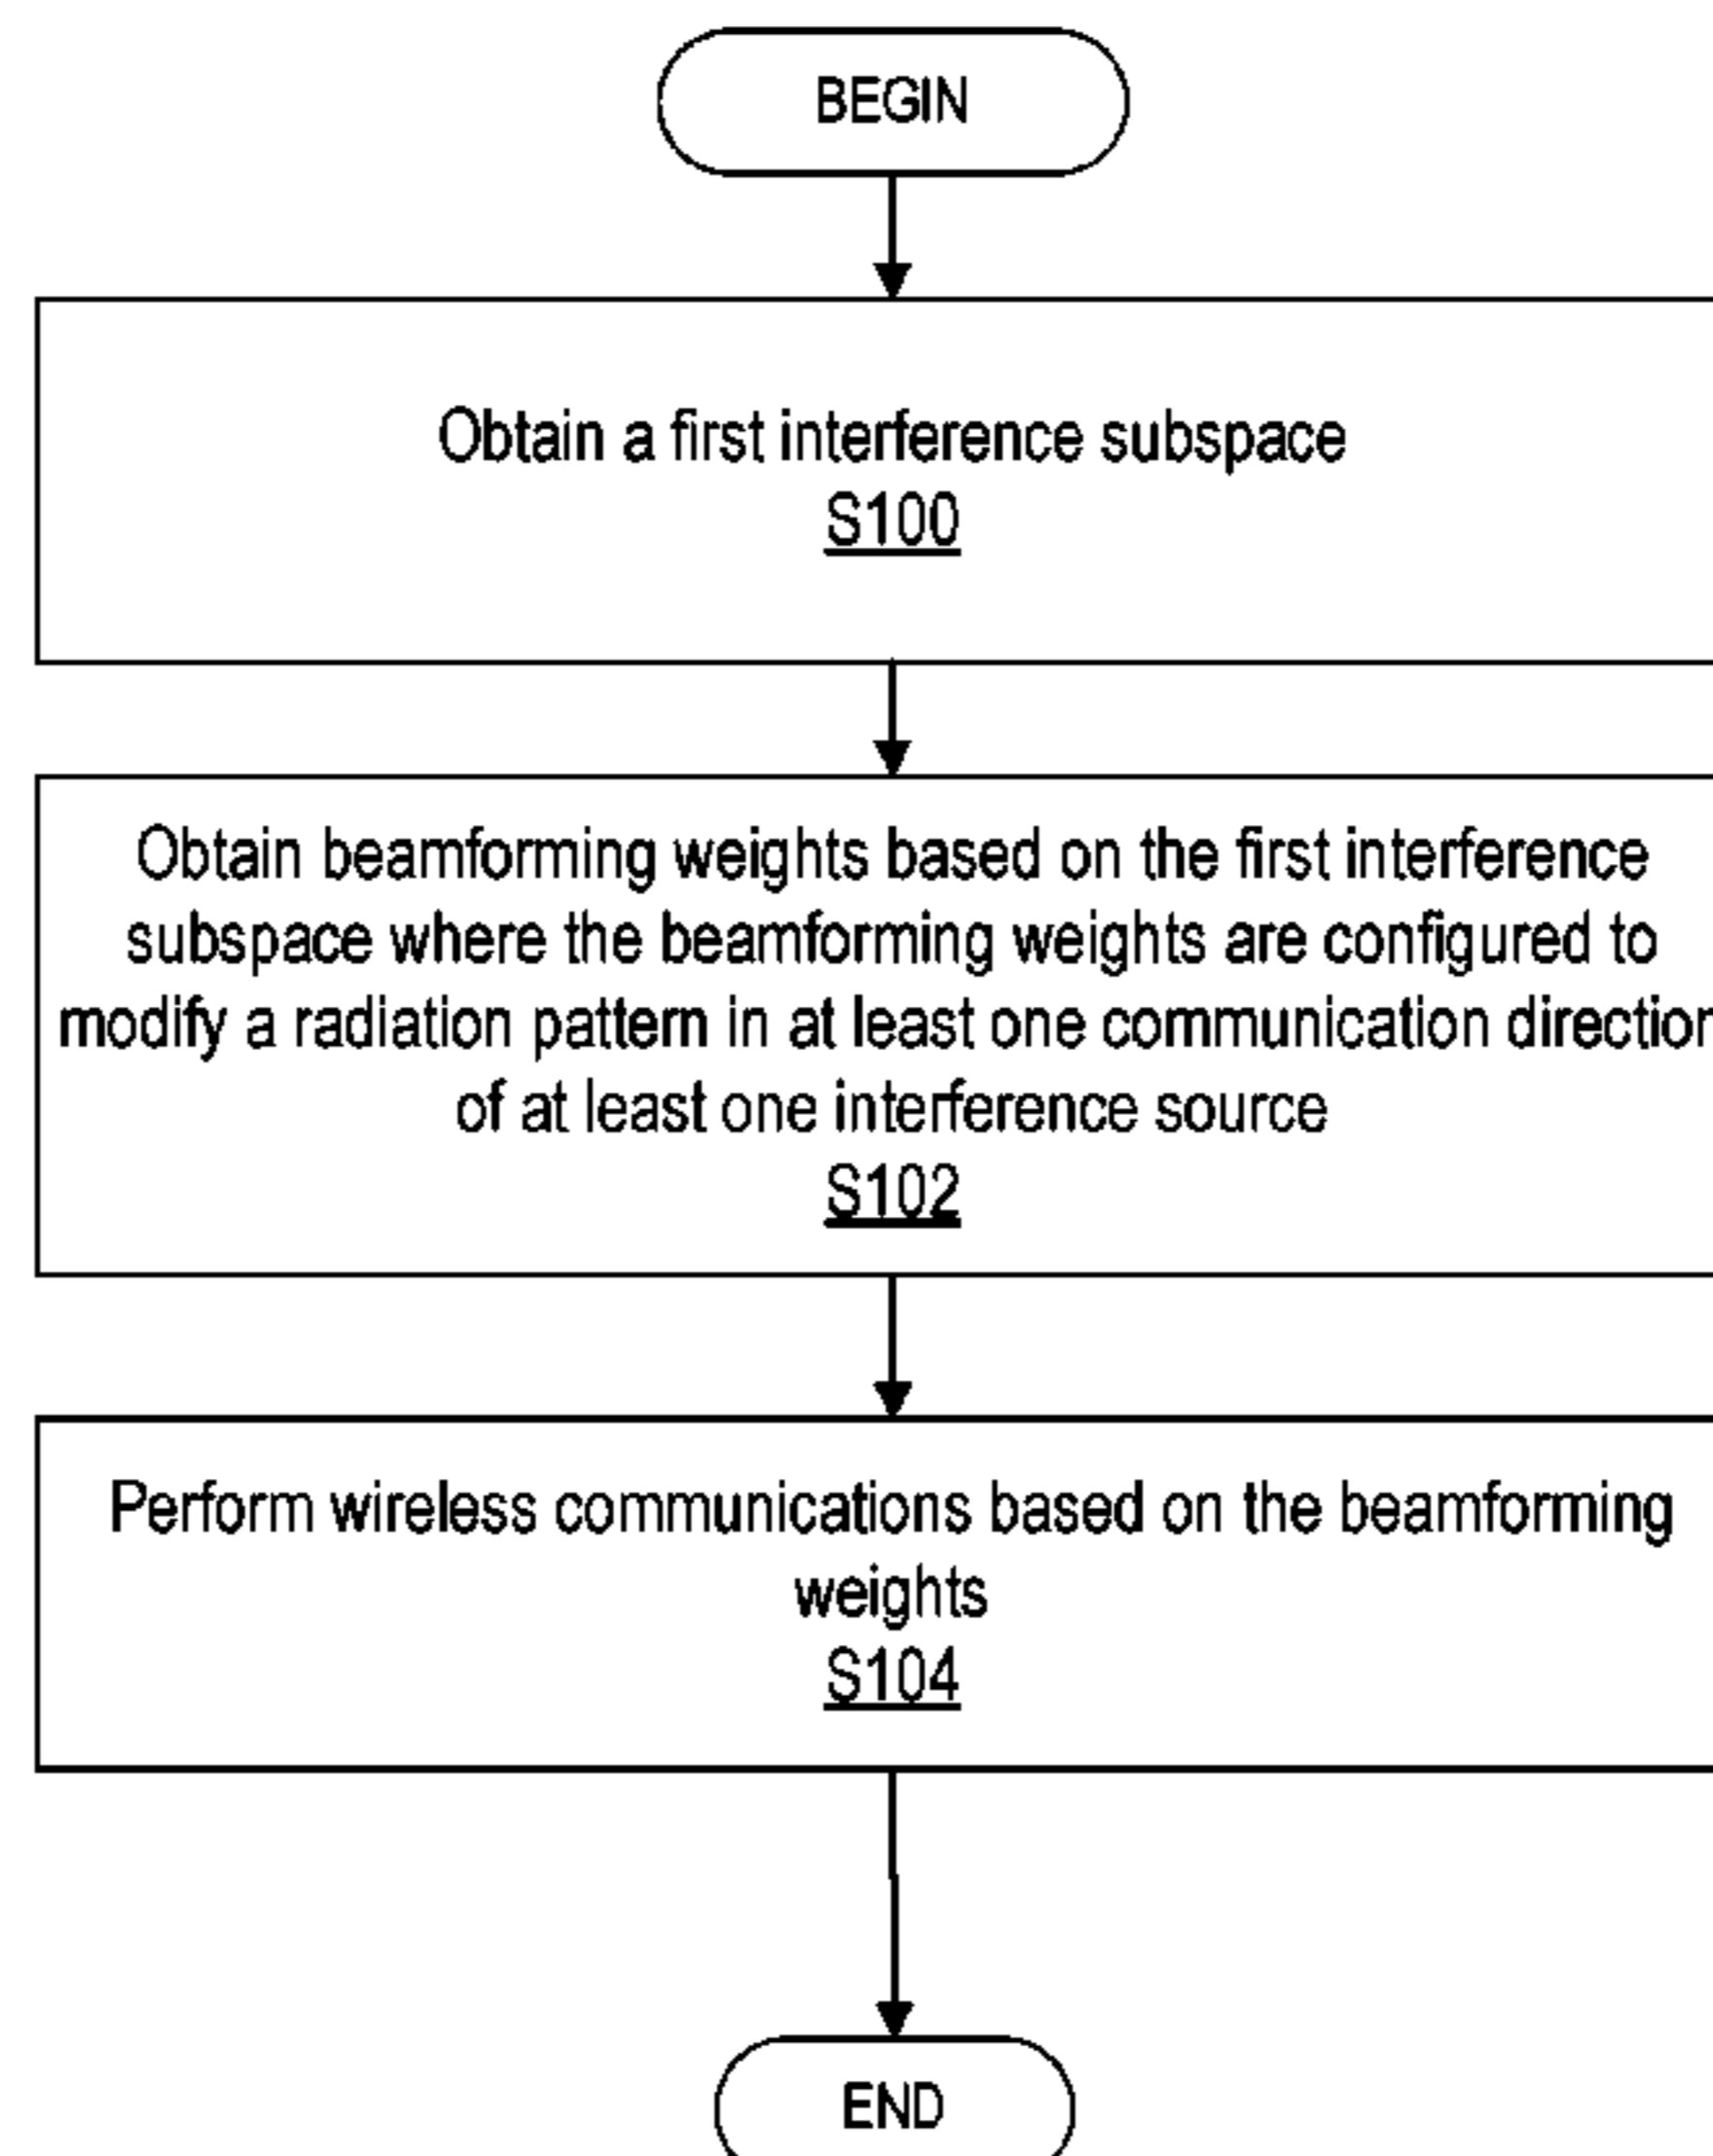 BEGIN
Obtain a first interference subspace
S100
Obtain beamforming weights based on the first interference
subspace where the beamforming weights are configured to
modify a radiation pattern in at least one communication direction
of at least one interference source
S102
Perform wireless communications based on the beamforming
weights
S104
END